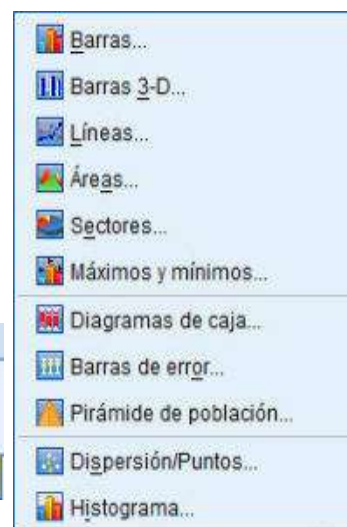 Barras...
Barras 3-D...
Líneas...
Áreas...
Sectores...
Máximos y mínimos...
Diagramas de caja...
Barras de error...
Pirámide de población...
Dispersión/Puntos...
Histograma...